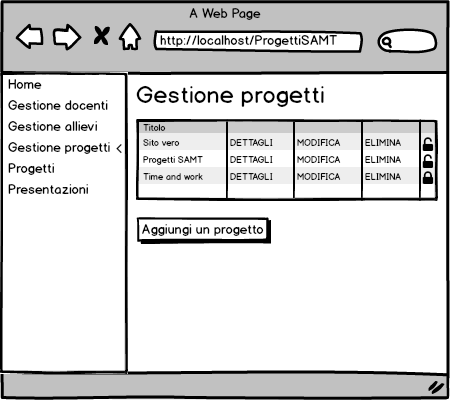 A Web Page
http://localhost/ProgettiSAMT
Home
Gestione docenti
Gestione allievi
Gestione progetti <
Progetti
Presentazioni
Gestione progetti
Titolo
Sito vero DETTAGLI MODIFICA ELIMINA
Progetti SAMT DETTAGLI MODIFICA ELIMINA
Time and work DETTAGLI MODIFICA ELIMINA
Aggiungi un progetto